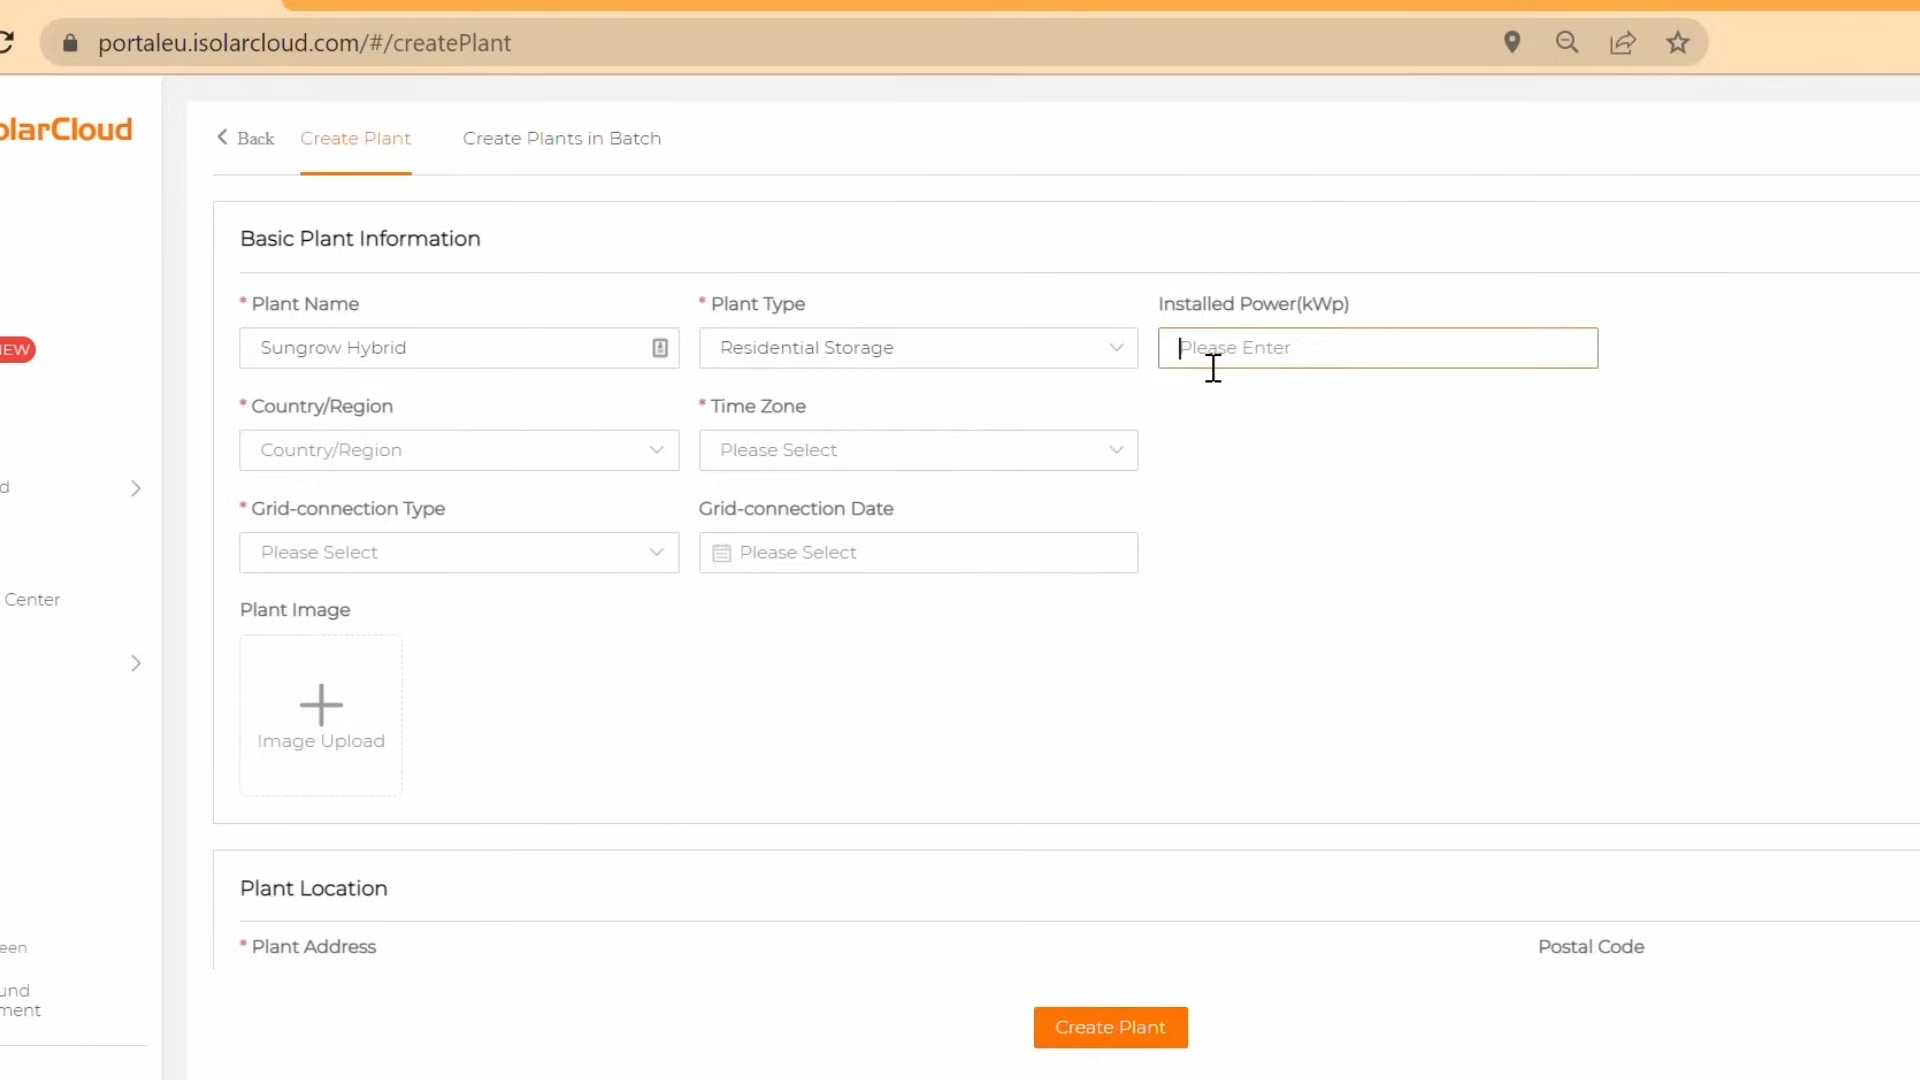 portaleu.isolarcloud.com/#/createPlant
olarCloud
Back
Create Plant
Create Plants in Batch
Basic Plant Information
* Plant Name
* Plant Type
Installed Power(kWp)
Sungrow Hybrid
Residential Storage
Please Enter
EW
* Country/Region
* Time Zone
Country/Region
Please Select
d
* Grid-connection Type
Grid-connection Date
Please Select
Please Select
Center
Plant Image
Image Upload
Plant Location
* Plant Address
Postal Code
een
und
ment
Create Plant